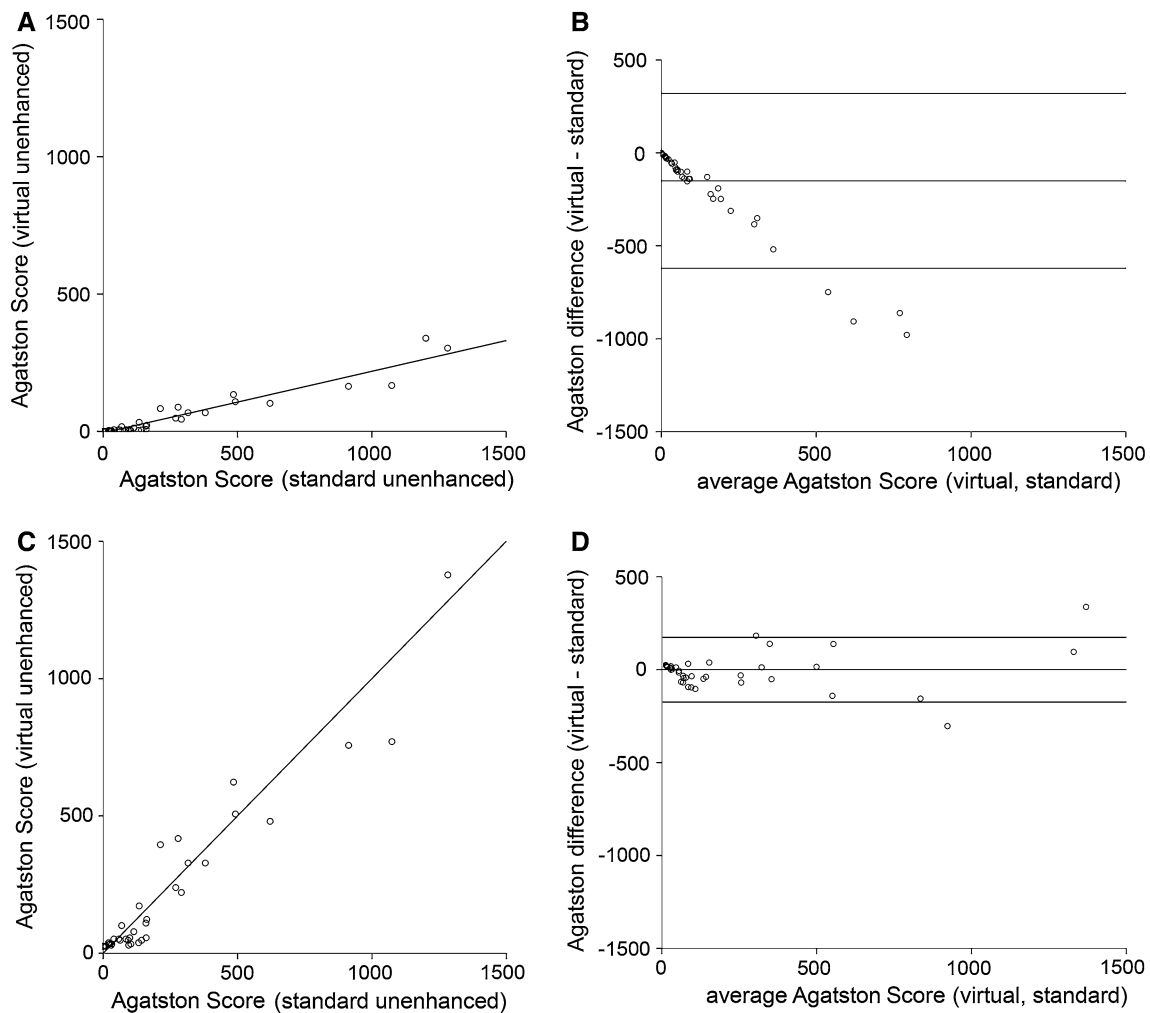 A
1500
1000
500
0
0 500 1000 1500
Agatston Score (virtual unenhanced)
Agatston Score (standard unenhanced)
B
500
0
-500
-1000
-1500
0 500 1000 1500
Agatston difference (virtual - standard)
average Agatston Score (virtual, standard)
C
1500
1000
500
0
0 500 1000 1500
Agatston Score (virtual unenhanced)
Agatston Score (standard unenhanced)
D
500
0
-500
-1000
-1500
0 500 1000 1500
Agatston difference (virtual - standard)
average Agatston Score (virtual, standard)